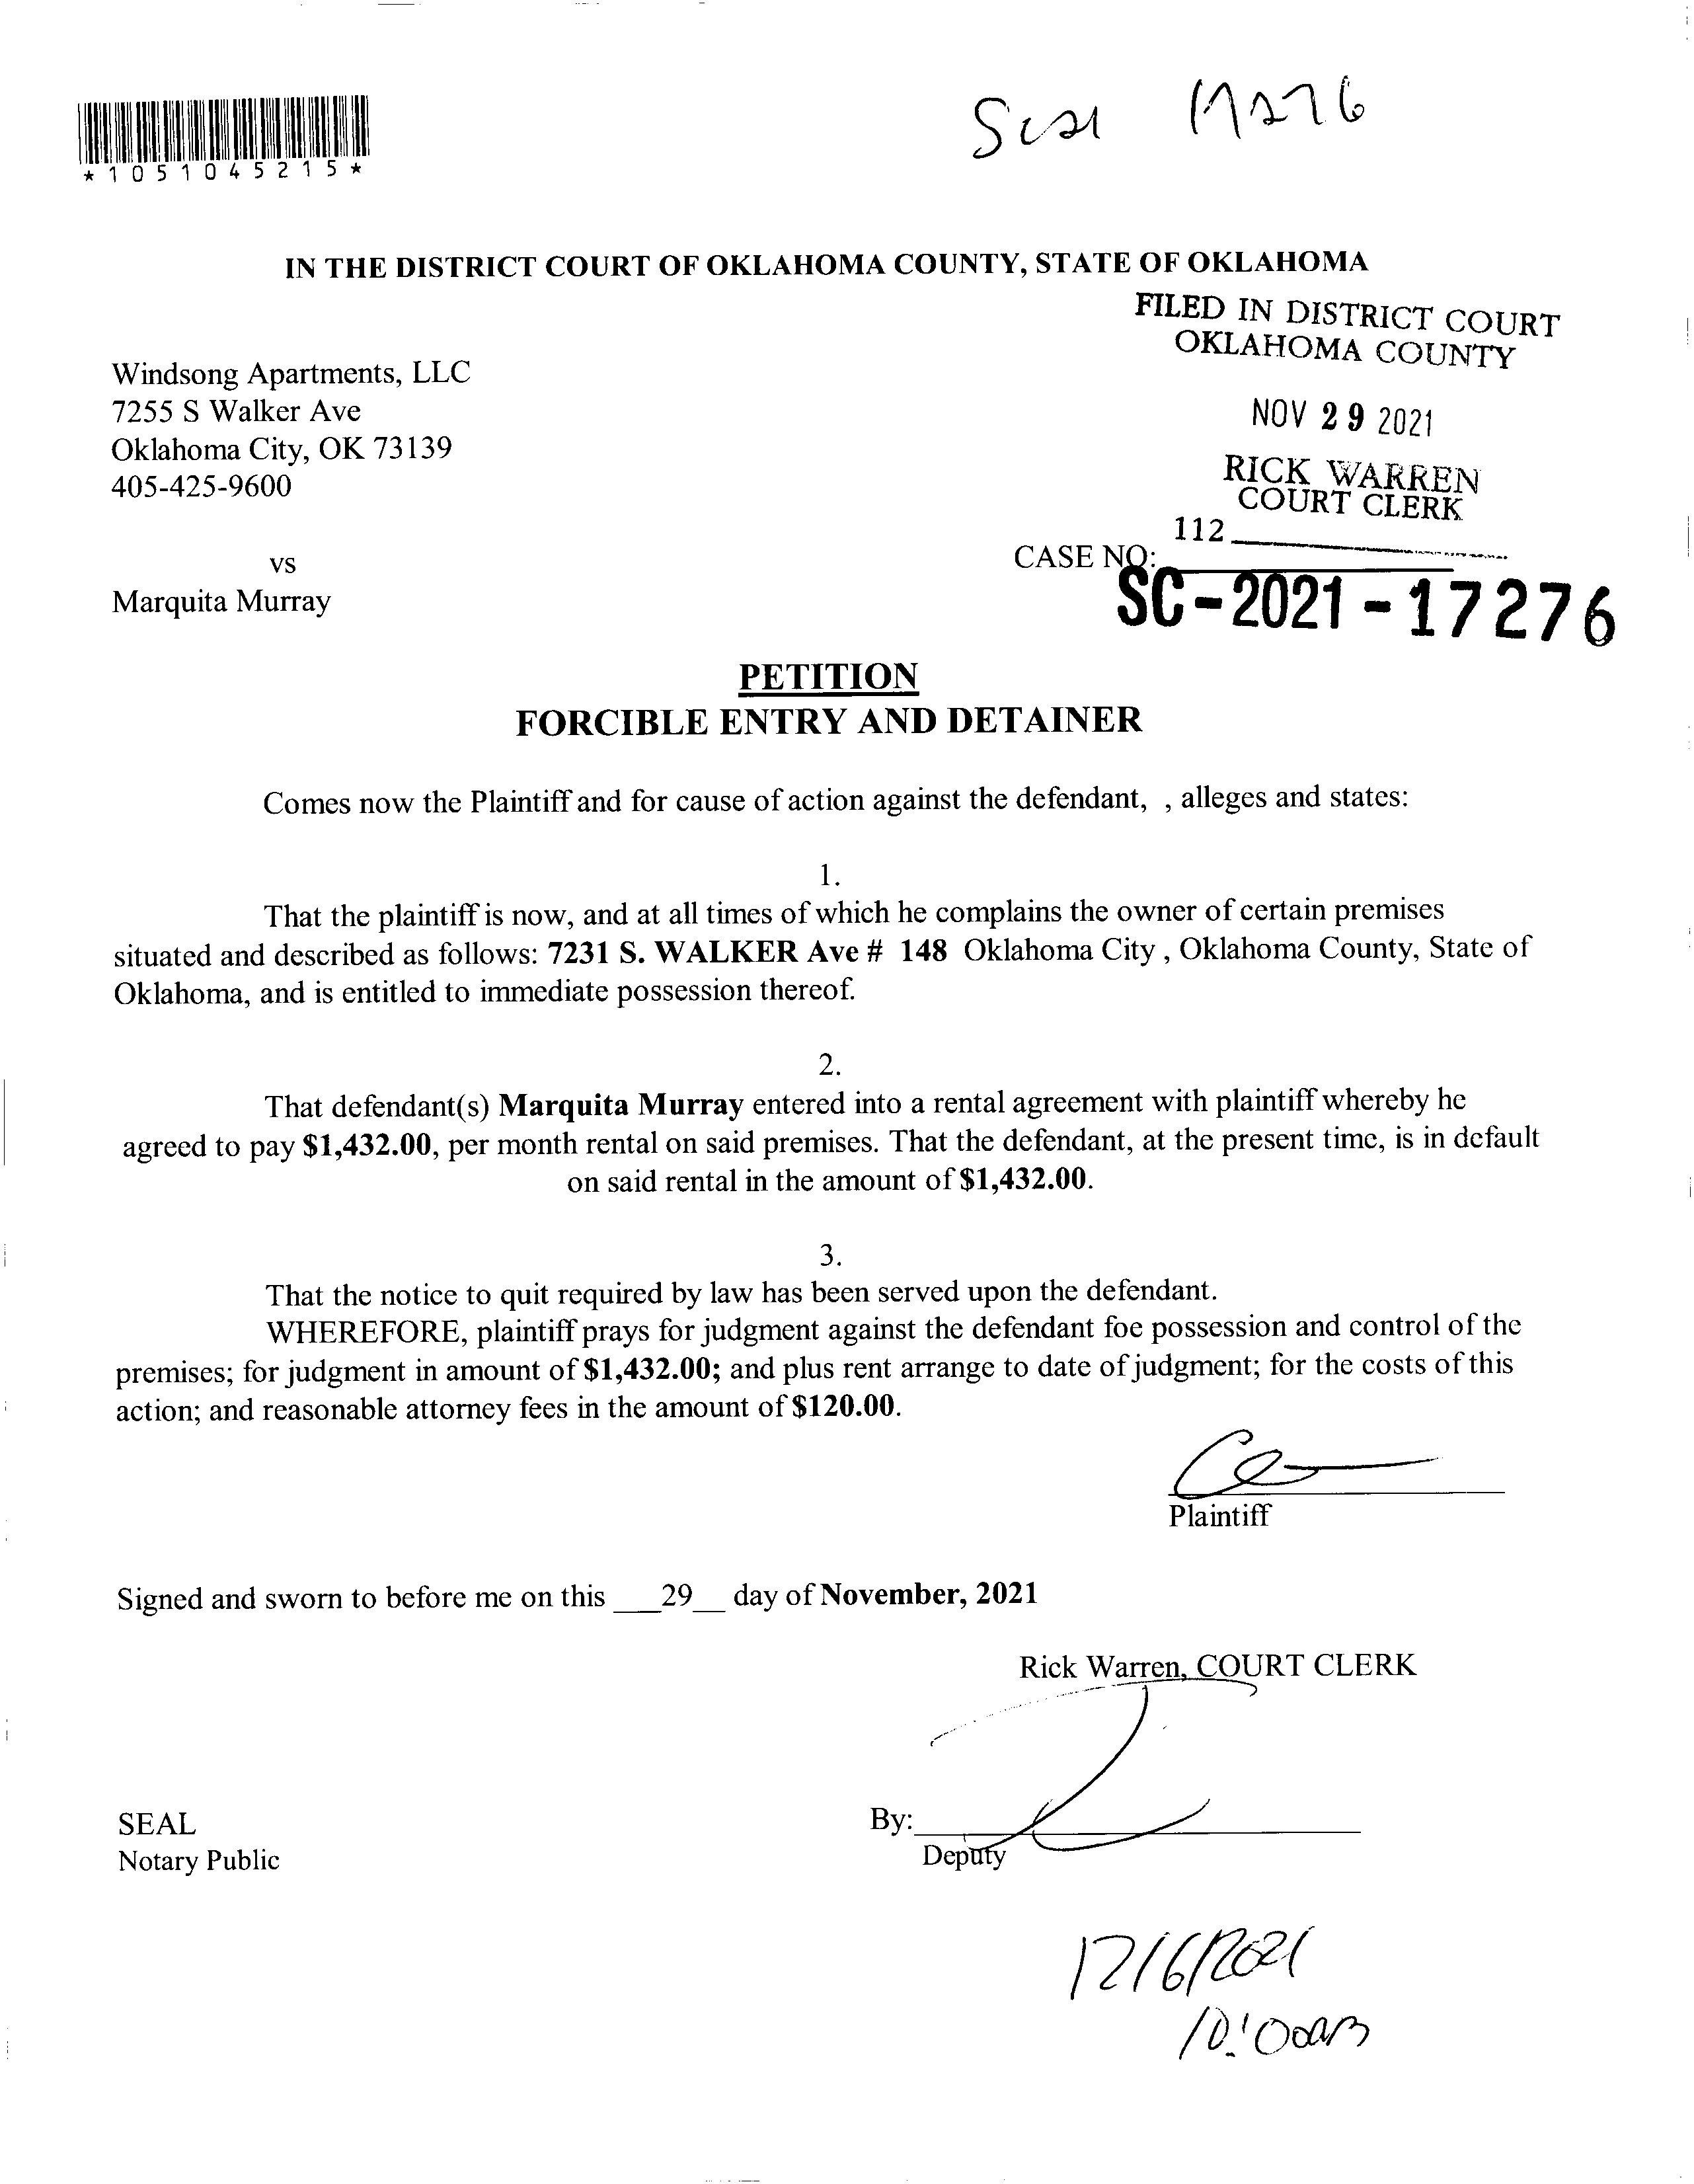 SC21 17276
*1051045215*
IN THE DISTRICT COURT OF OKLAHOMA COUNTY, STATE OF OKLAHOMA
FILED IN DISTRICT COURT
OKLAHOMA COUNTY
Windsong Apartments, LLC
7255 S Walker Ave
Oklahoma City, OK 73139
405-425-9600
NOV 29 2021
RICK WARREN
COURT CLERK
112
vs
CASE NO:
Marquita Murray
SC-2021-17276
PETITION
FORCIBLE ENTRY AND DETAINER
Comes now the Plaintiff and for cause of action against the defendant,  , alleges and states:
1.
That the plaintiff is now, and at all times of which he complains the owner of certain premises
situated and described as follows: 7231 S. WALKER Ave # 148 Oklahoma City , Oklahoma County, State of
Oklahoma, and is entitled to immediate possession thereof.
2.
That defendant(s) Marquita Murray entered into a rental agreement with plaintiff whereby he
agreed to pay $1,432.00, per month rental on said premises. That the defendant, at the present time, is in default
on said rental in the amount of $1,432.00.
3.
That the notice to quit required by law has been served upon the defendant.
WHEREFORE, plaintiff prays for judgment against the defendant foe possession and control of the
premises; for judgment in amount of $1,432.00; and plus rent arrange to date of judgment; for the costs of this
action; and reasonable attorney fees in the amount of $120.00.
Plaintiff
Signed and sworn to before me on this ___29__ day of November, 2021
Rick Warren, COURT CLERK
SEAL
By:
Notary Public
Deputy
12/6/2021
10:00am